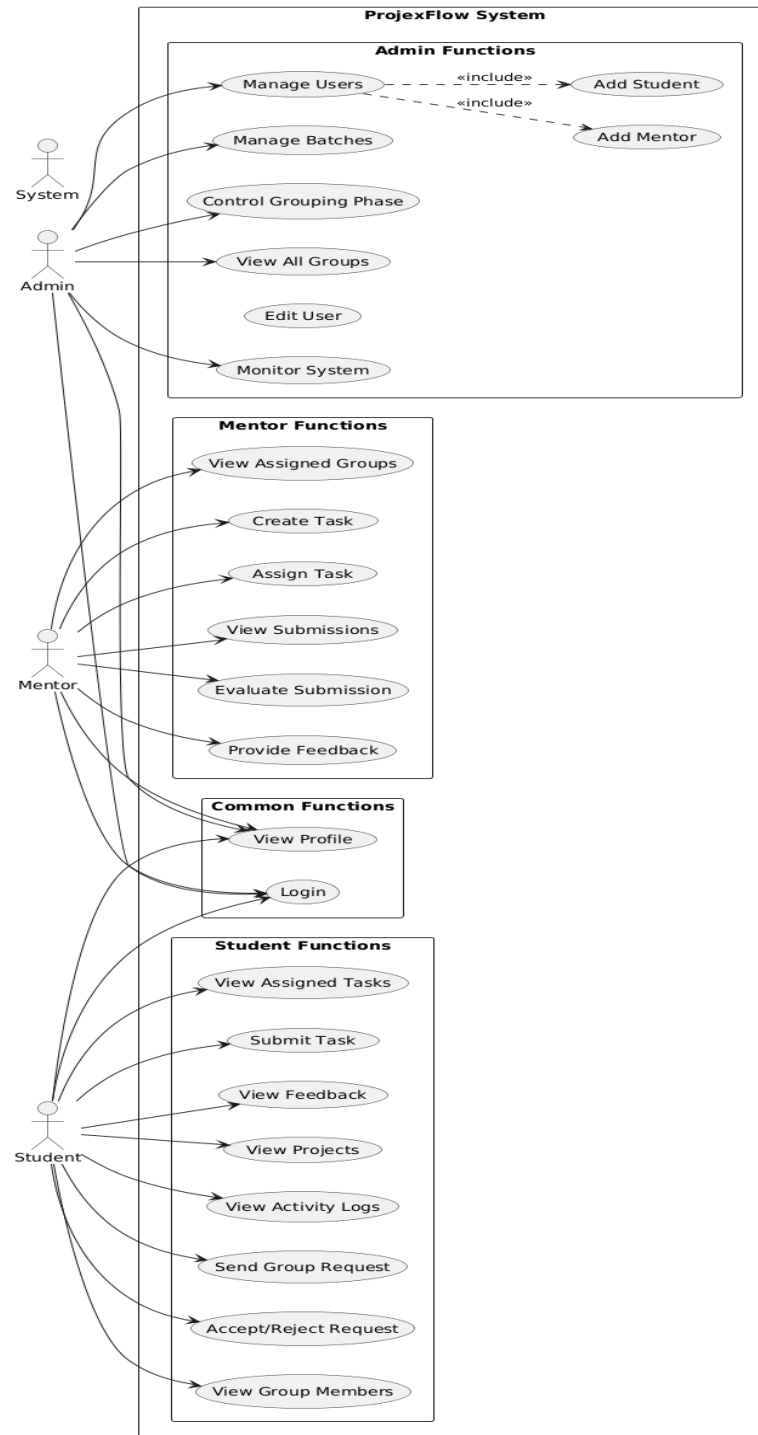 ProjexFlow System
Admin Functions
Manage Users
«include»
Add Student
«include»
Add Mentor
Manage Batches
System
Control Grouping Phase
View All Groups
Admin
Edit User
Monitor System
Mentor Functions
View Assigned Groups
Create Task
Assign Task
View Submissions
Mentor
Evaluate Submission
Provide Feedback
Common Functions
View Profile
Login
Student Functions
View Assigned Tasks
Submit Task
View Feedback
View Projects
Student
View Activity Logs
Send Group Request
Accept/Reject Request
View Group Members